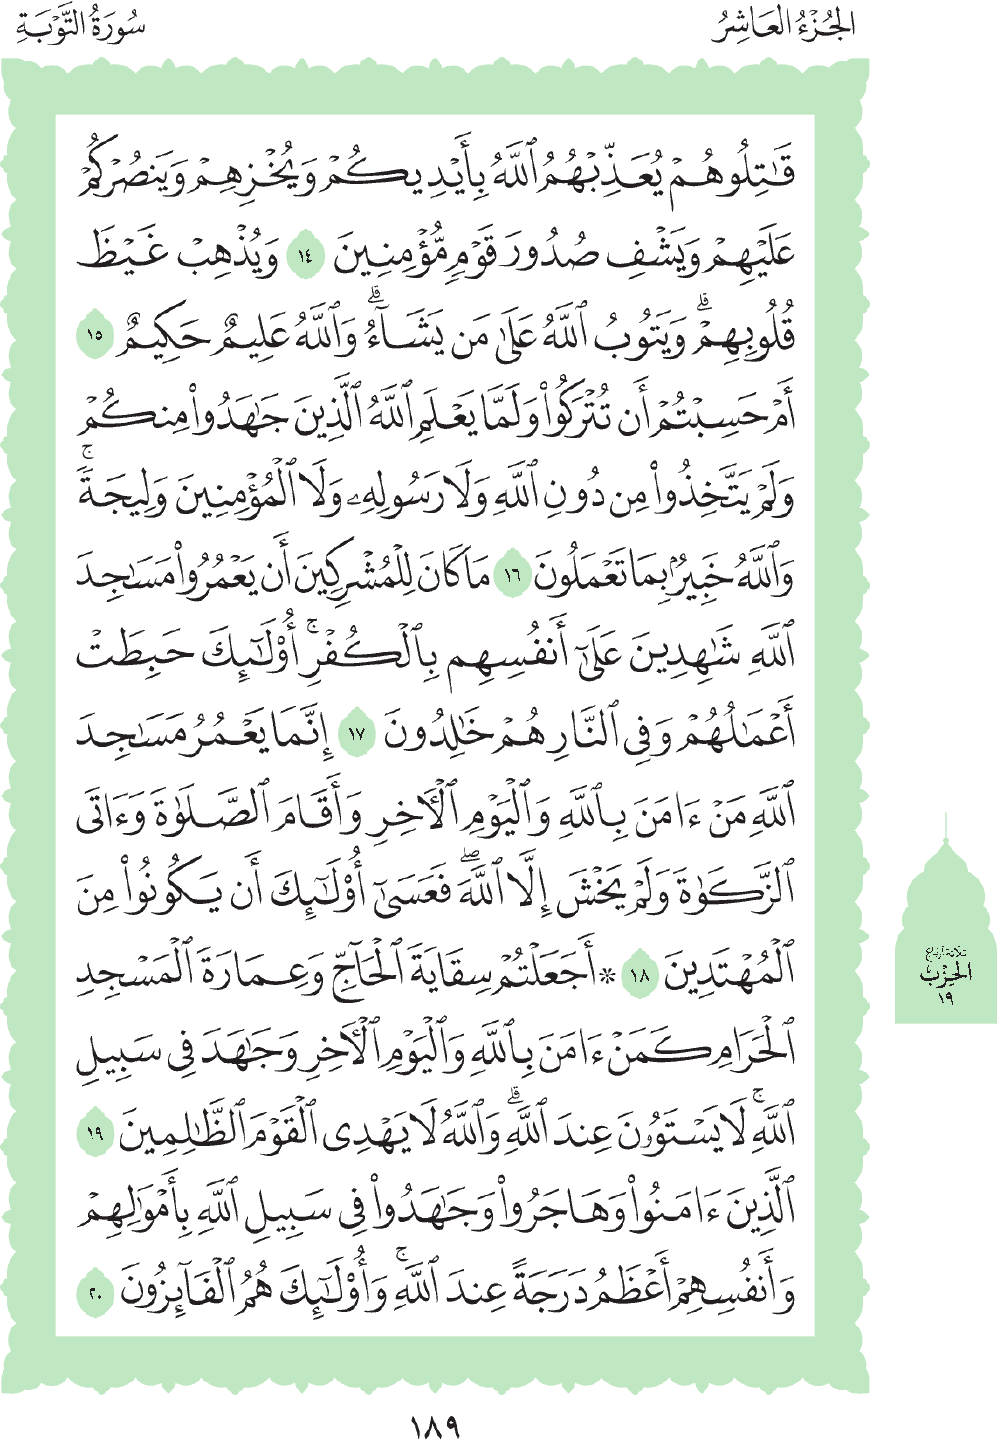 الجُزْءُ العَاشِرُ
سُورَةُ التَّوْبَةِ
قَٰتِلُوهُمْ يُعَذِّبْهُمُ ٱللَّهُ بِأَيْدِيكُمْ وَيُخْزِهِمْ وَيَنصُرْكُمْ
عَلَيْهِمْ وَيَشْفِ صُدُورَ قَوْمٍ مُّؤْمِنِينَ ١٤ وَيُذْهِبْ غَيْظَ
قُلُوبِهِمْۗ وَيَتُوبُ ٱللَّهُ عَلَىٰ مَن يَشَآءُۗ وَٱللَّهُ عَلِيمٌ حَكِيمٌ ١٥
أَمْ حَسِبْتُمْ أَن تُتْرَكُوا۟ وَلَمَّا يَعْلَمِ ٱللَّهُ ٱلَّذِينَ جَٰهَدُوا۟ مِنكُمْ
وَلَمْ يَتَّخِذُوا۟ مِن دُونِ ٱللَّهِ وَلَا رَسُولِهِۦ وَلَا ٱلْمُؤْمِنِينَ وَلِيجَةًۚ
وَٱللَّهُ خَبِيرٌۢ بِمَا تَعْمَلُونَ ١٦ مَا كَانَ لِلْمُشْرِكِينَ أَن يَعْمُرُوا۟ مَسَٰجِدَ
ٱللَّهِ شَٰهِدِينَ عَلَىٰٓ أَنفُسِهِم بِٱلْكُفْرِۚ أُو۟لَٰٓئِكَ حَبِطَتْ
أَعْمَٰلُهُمْ وَفِى ٱلنَّارِ هُمْ خَٰلِدُونَ ١٧ إِنَّمَا يَعْمُرُ مَسَٰجِدَ
ٱللَّهِ مَنْ ءَامَنَ بِٱللَّهِ وَٱلْيَوْمِ ٱلْءَاخِرِ وَأَقَامَ ٱلصَّلَوٰةَ وَءَاتَى
ٱلزَّكَوٰةَ وَلَمْ يَخْشَ إِلَّا ٱللَّهَۖ فَعَسَىٰٓ أُو۟لَٰٓئِكَ أَن يَكُونُوا۟ مِنَ
ٱلْمُهْتَدِينَ ١٨ ۞ أَجَعَلْتُمْ سِقَايَةَ ٱلْحَآجِّ وَعِمَارَةَ ٱلْمَسْجِدِ
ٱلْحَرَامِ كَمَنْ ءَامَنَ بِٱللَّهِ وَٱلْيَوْمِ ٱلْءَاخِرِ وَجَٰهَدَ فِى سَبِيلِ
ٱللَّهِۚ لَا يَسْتَوُۥنَ عِندَ ٱللَّهِۗ وَٱللَّهُ لَا يَهْدِى ٱلْقَوْمَ ٱلظَّٰلِمِينَ ١٩
ٱلَّذِينَ ءَامَنُوا۟ وَهَاجَرُوا۟ وَجَٰهَدُوا۟ فِى سَبِيلِ ٱللَّهِ بِأَمْوَٰلِهِمْ
وَأَنفُسِهِمْ أَعْظَمُ دَرَجَةً عِندَ ٱللَّهِۚ وَأُو۟لَٰٓئِكَ هُمُ ٱلْفَآئِزُونَ ٢٠
ثلاثة أرباع
الحِزْب
١٩
١٨٩